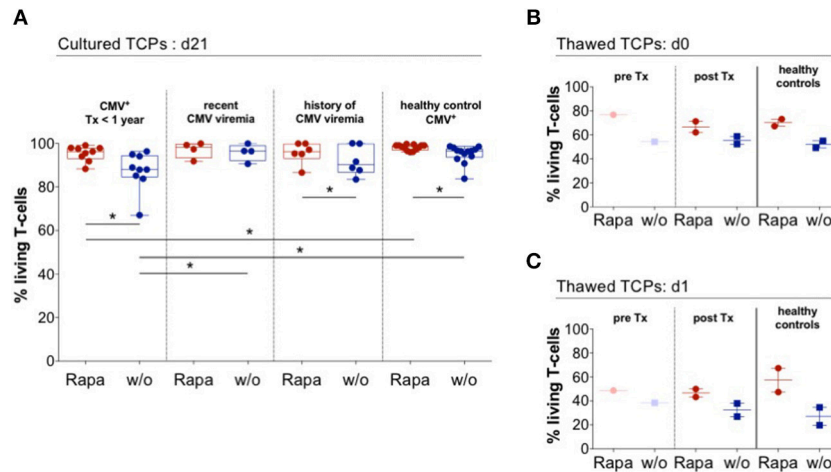 A
Cultured TCPs : d21
CMV⁺
Tx < 1 year
recent
CMV viremia
history of
CMV viremia
healthy control
CMV⁺
% living T-cells
100
80
60
40
20
0
*
*
*
*
*
*
Rapa w/o Rapa w/o Rapa w/o Rapa w/o
B
Thawed TCPs: d0
pre Tx
post Tx
healthy
controls
% living T-cells
100
80
60
40
20
0
Rapa w/o Rapa w/o Rapa w/o
C
Thawed TCPs: d1
pre Tx
post Tx
healthy
controls
% living T-cells
100
80
60
40
20
0
Rapa w/o Rapa w/o Rapa w/o